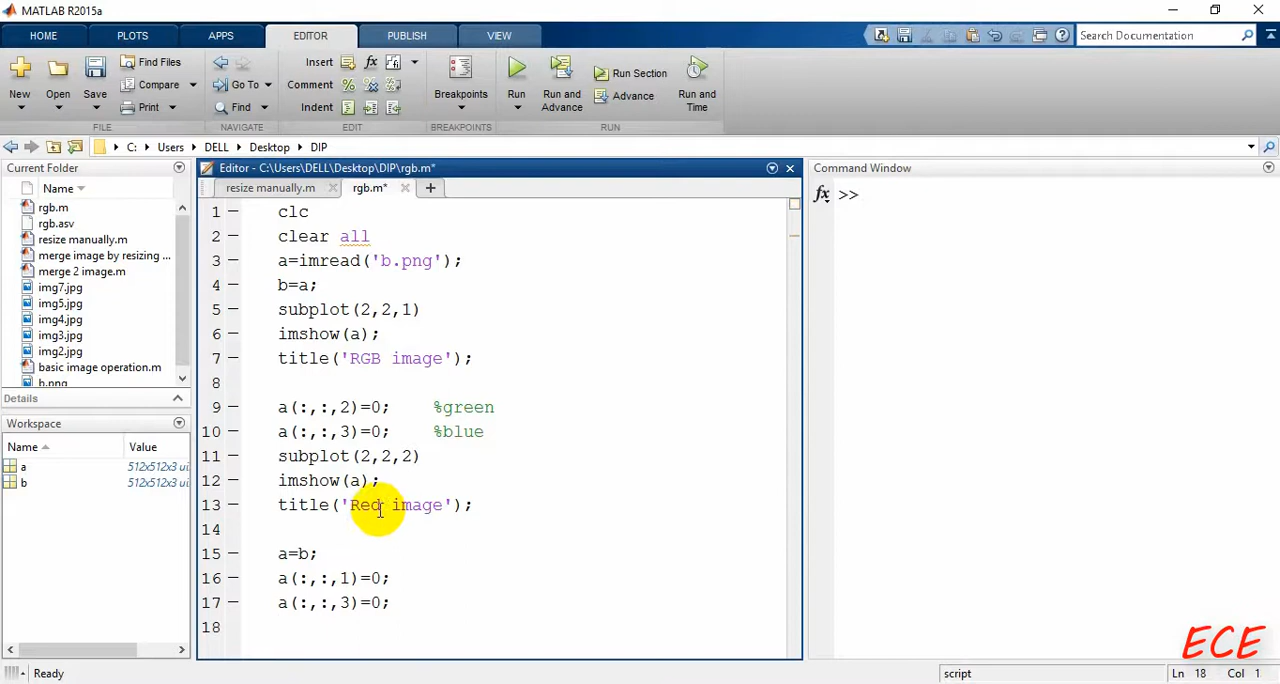 MATLAB R2015a
HOME PLOTS APPS EDITOR PUBLISH VIEW Search Documentation
New Open Save Find Files Compare Print
Go To Find
Insert fx Comment Indent
Breakpoints
Run Run and Advance Run Section Advance Run and Time
FILE NAVIGATE EDIT BREAKPOINTS RUN
C: Users DELL Desktop DIP
Current Folder
Name
rgb.m
rgb.asv
resize manually.m
merge image by resizing ...
merge 2 image.m
img7.jpg
img5.jpg
img4.jpg
img3.jpg
img2.jpg
basic image operation.m
b.png
Details
Workspace
Name Value
a 512x512x3 ui
b 512x512x3 ui
Editor - C:\Users\DELL\Desktop\DIP\rgb.m*
resize manually.m rgb.m*
1 clc
2 clear all
3 a=imread('b.png');
4 b=a;
5 subplot(2,2,1)
6 imshow(a);
7 title('RGB image');
8
9 a(:,:,2)=0; %green
10 a(:,:,3)=0; %blue
11 subplot(2,2,2)
12 imshow(a);
13 title('Red image');
14
15 a=b;
16 a(:,:,1)=0;
17 a(:,:,3)=0;
18
Command Window
fx >>
ECE
Ready script Ln 18 Col 1